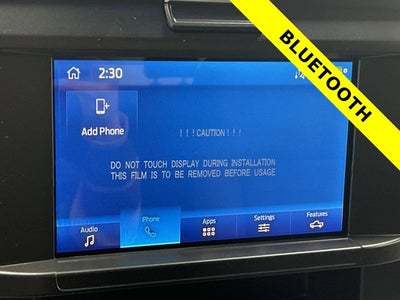 BLUETOOTH
2:30
Add Phone
!!!CAUTION!!!
DO NOT TOUCH DISPLAY DURING INSTALLATION
THIS FILM IS TO BE REMOVED BEFORE USAGE
Audio
Phone
Apps
Settings
Features